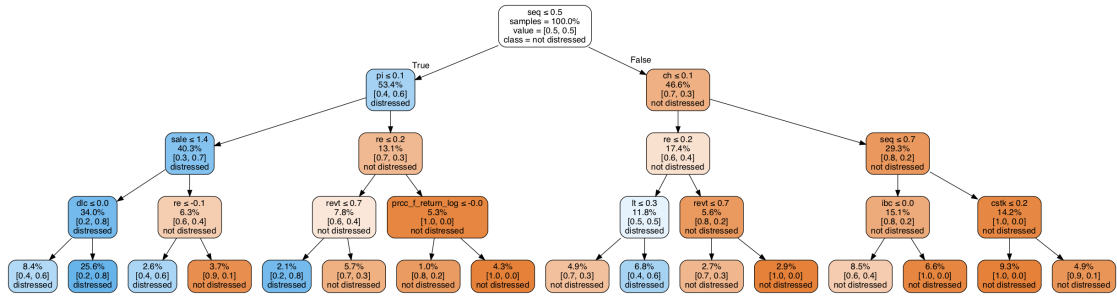 seq ≤ 0.5
samples = 100.0%
value = [0.5, 0.5]
class = not distressed
True
False
pi ≤ 0.1
53.4%
[0.4, 0.6]
distressed
ch ≤ 0.1
46.6%
[0.7, 0.3]
not distressed
sale ≤ 1.4
40.3%
[0.3, 0.7]
distressed
re ≤ 0.2
13.1%
[0.7, 0.3]
not distressed
re ≤ 0.2
17.4%
[0.6, 0.4]
not distressed
seq ≤ 0.7
29.3%
[0.8, 0.2]
not distressed
dlc ≤ 0.0
34.0%
[0.2, 0.8]
distressed
re ≤ -0.1
6.3%
[0.6, 0.4]
not distressed
revt ≤ 0.7
7.8%
[0.6, 0.4]
not distressed
prcc_f_return_log ≤ -0.0
5.3%
[1.0, 0.0]
not distressed
lt ≤ 0.3
11.8%
[0.5, 0.5]
distressed
revt ≤ 0.7
5.6%
[0.8, 0.2]
not distressed
ibc ≤ 0.0
15.1%
[0.8, 0.2]
not distressed
cstk ≤ 0.2
14.2%
[1.0, 0.0]
not distressed
8.4%
[0.4, 0.6]
distressed
25.6%
[0.2, 0.8]
distressed
2.6%
[0.4, 0.6]
distressed
3.7%
[0.9, 0.1]
not distressed
2.1%
[0.2, 0.8]
distressed
5.7%
[0.7, 0.3]
not distressed
1.0%
[0.8, 0.2]
not distressed
4.3%
[1.0, 0.0]
not distressed
4.9%
[0.7, 0.3]
not distressed
6.8%
[0.4, 0.6]
distressed
2.7%
[0.7, 0.3]
not distressed
2.9%
[1.0, 0.0]
not distressed
8.5%
[0.6, 0.4]
not distressed
6.6%
[1.0, 0.0]
not distressed
9.3%
[1.0, 0.0]
not distressed
4.9%
[0.9, 0.1]
not distressed